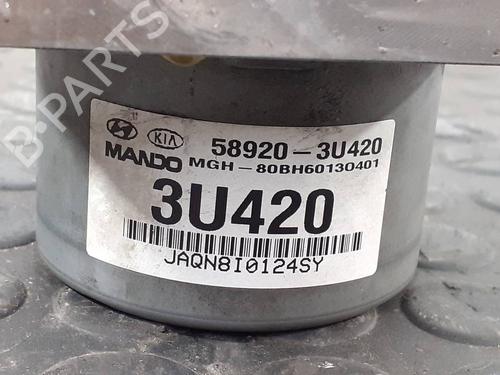 B-PARTS
KIA 58920-3U420
MANDO MGH-80BH60130401
3U420
JAQN8I0124SY